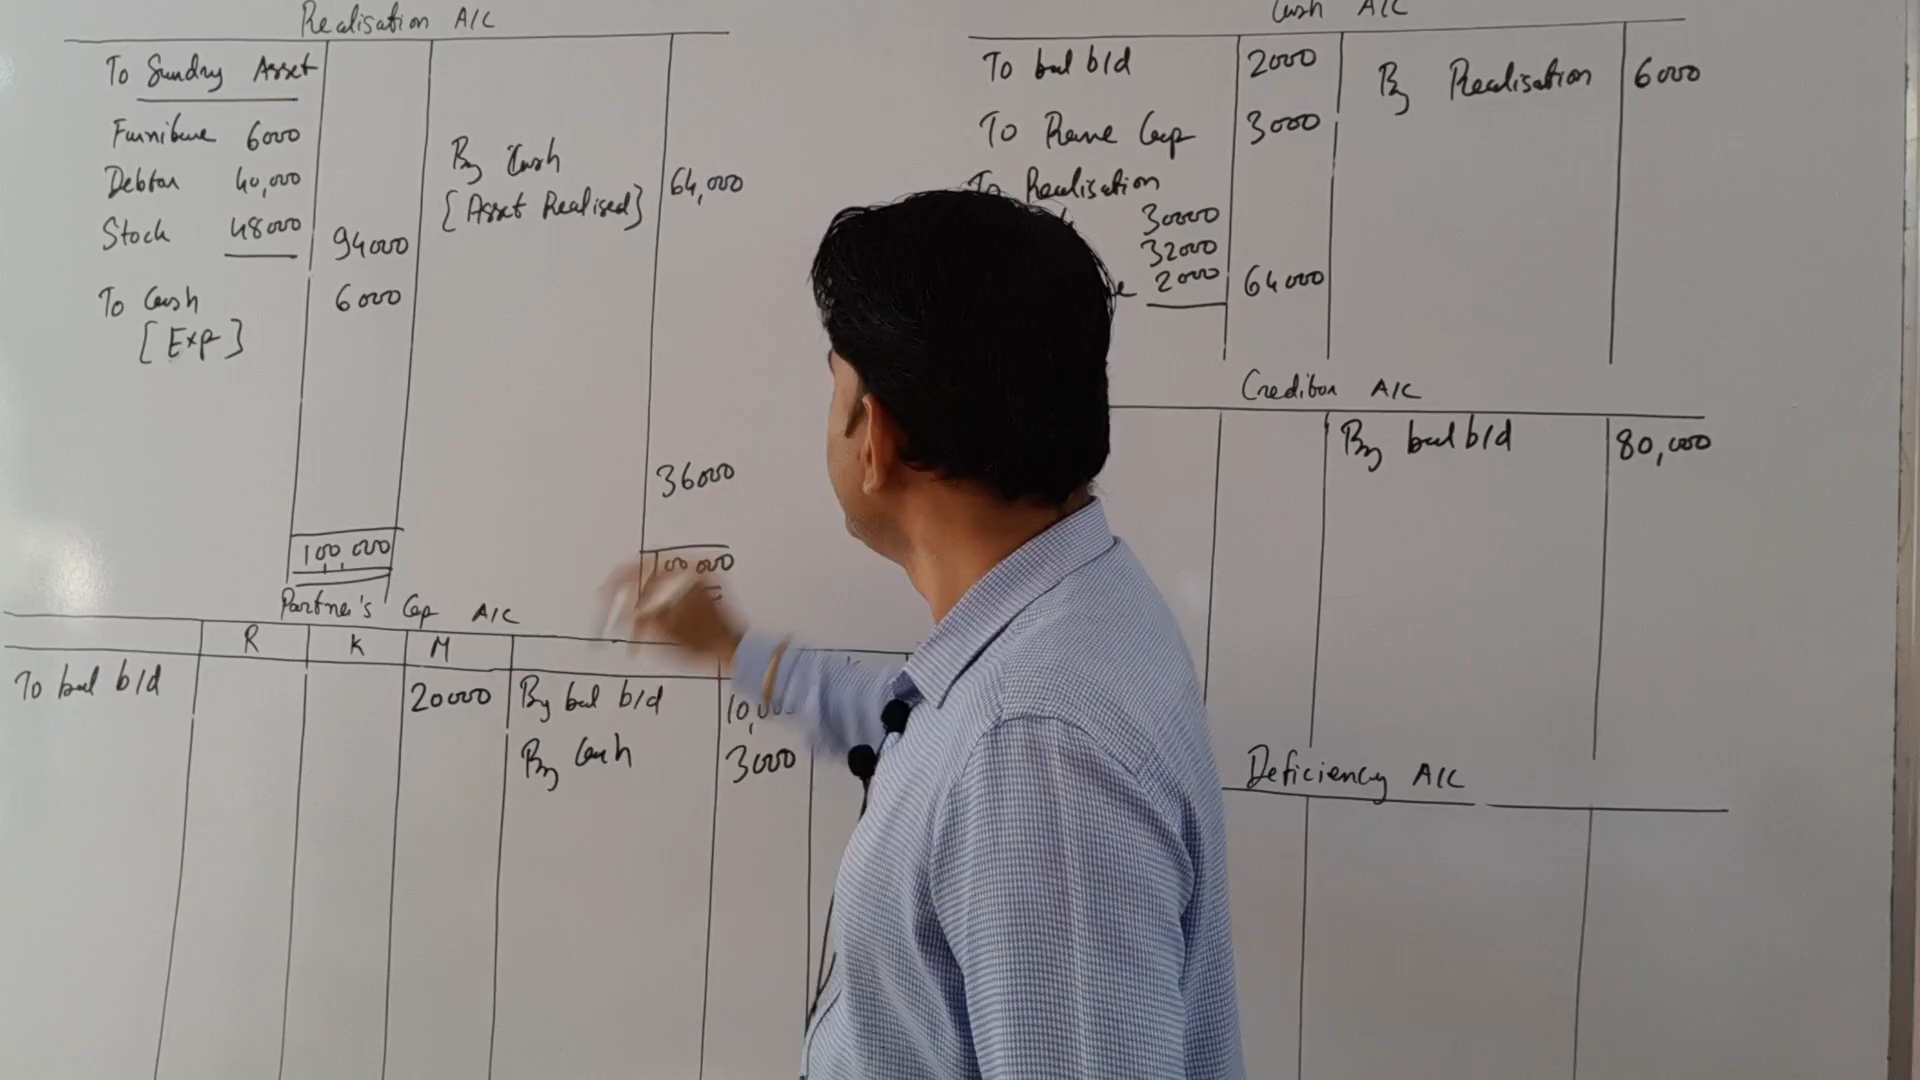 Realisation A/C
To Sundry Asset
Furniture 6000
Debtor 40,000
Stock 48000 94000
To Cash 6000
[Exp]
100,000
By Cash
[Asset Realised] 64,000
36000
100,000
Cash A/C
To bal b/d 2000
To Rame Cap 3000
To Realisation
30000
32000
2000 64000
By Realisation 6000
Creditor A/C
By bal b/d 80,000
Partner's Cap A/C
R K M
To bal b/d 20000 By bal b/d
By Cash 3000
Deficiency A/C